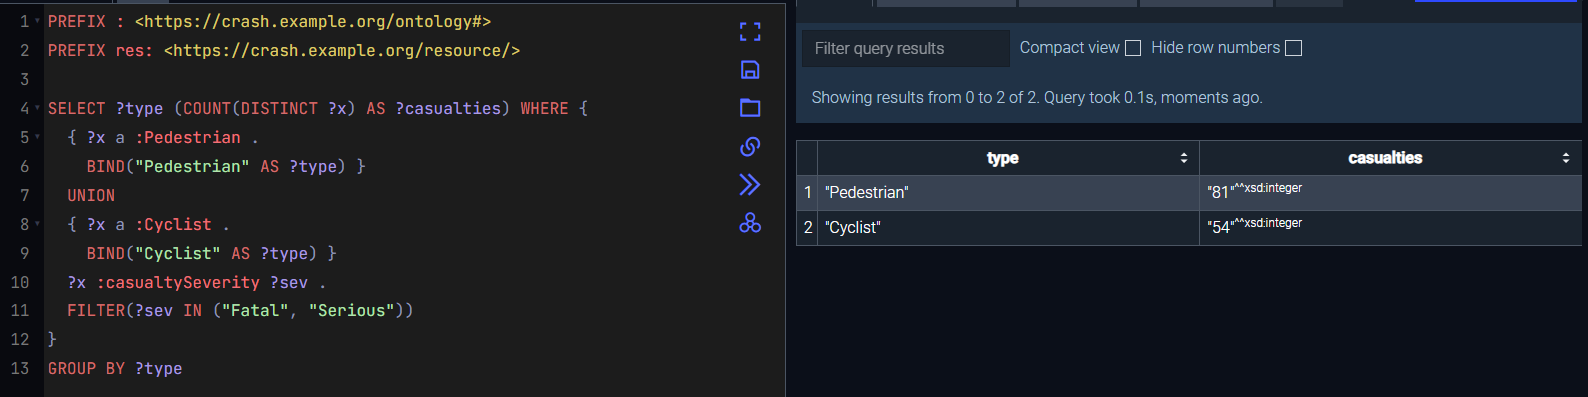 1 PREFIX : <https://crash.example.org/ontology#>
2 PREFIX res: <https://crash.example.org/resource/>
3
4 SELECT ?type (COUNT(DISTINCT ?x) AS ?casualties) WHERE {
5 { ?x a :Pedestrian .
6 BIND("Pedestrian" AS ?type) }
7 UNION
8 { ?x a :Cyclist .
9 BIND("Cyclist" AS ?type) }
10 ?x :casualtySeverity ?sev .
11 FILTER(?sev IN ("Fatal", "Serious"))
12 }
13 GROUP BY ?type
Filter query results Compact view Hide row numbers
Showing results from 0 to 2 of 2. Query took 0.1s, moments ago.
type casualties
1 "Pedestrian" "81"^^xsd:integer
2 "Cyclist" "54"^^xsd:integer